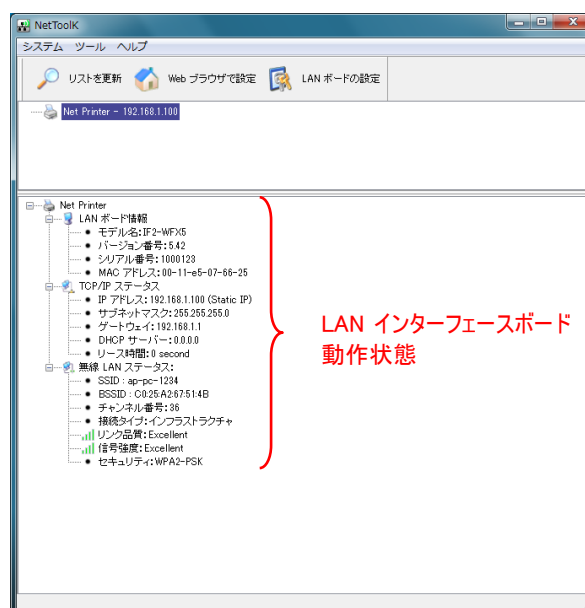 NetToolK
システム ツール ヘルプ
リストを更新 Web ブラウザで設定 LAN ボードの設定
Net Printer - 192.168.1.100
Net Printer
LAN ボード情報
モデル名:IF2-WFX5
バージョン番号:5.42
シリアル番号:1000123
MAC アドレス:00-11-e5-07-66-25
TCP/IP ステータス
IP アドレス:192.168.1.100 (Static IP)
サブネットマスク:255.255.255.0
ゲートウェイ:192.168.1.1
DHCP サーバー:0.0.0.0
リース時間:0 second
無線 LAN ステータス:
SSID : ap-pc-1234
BSSID : C0:25:A2:67:51:4B
チャンネル番号:36
接続タイプ:インフラストラクチャ
リンク品質:Excellent
信号強度:Excellent
セキュリティ:WPA2-PSK
LAN インターフェースボード
動作状態